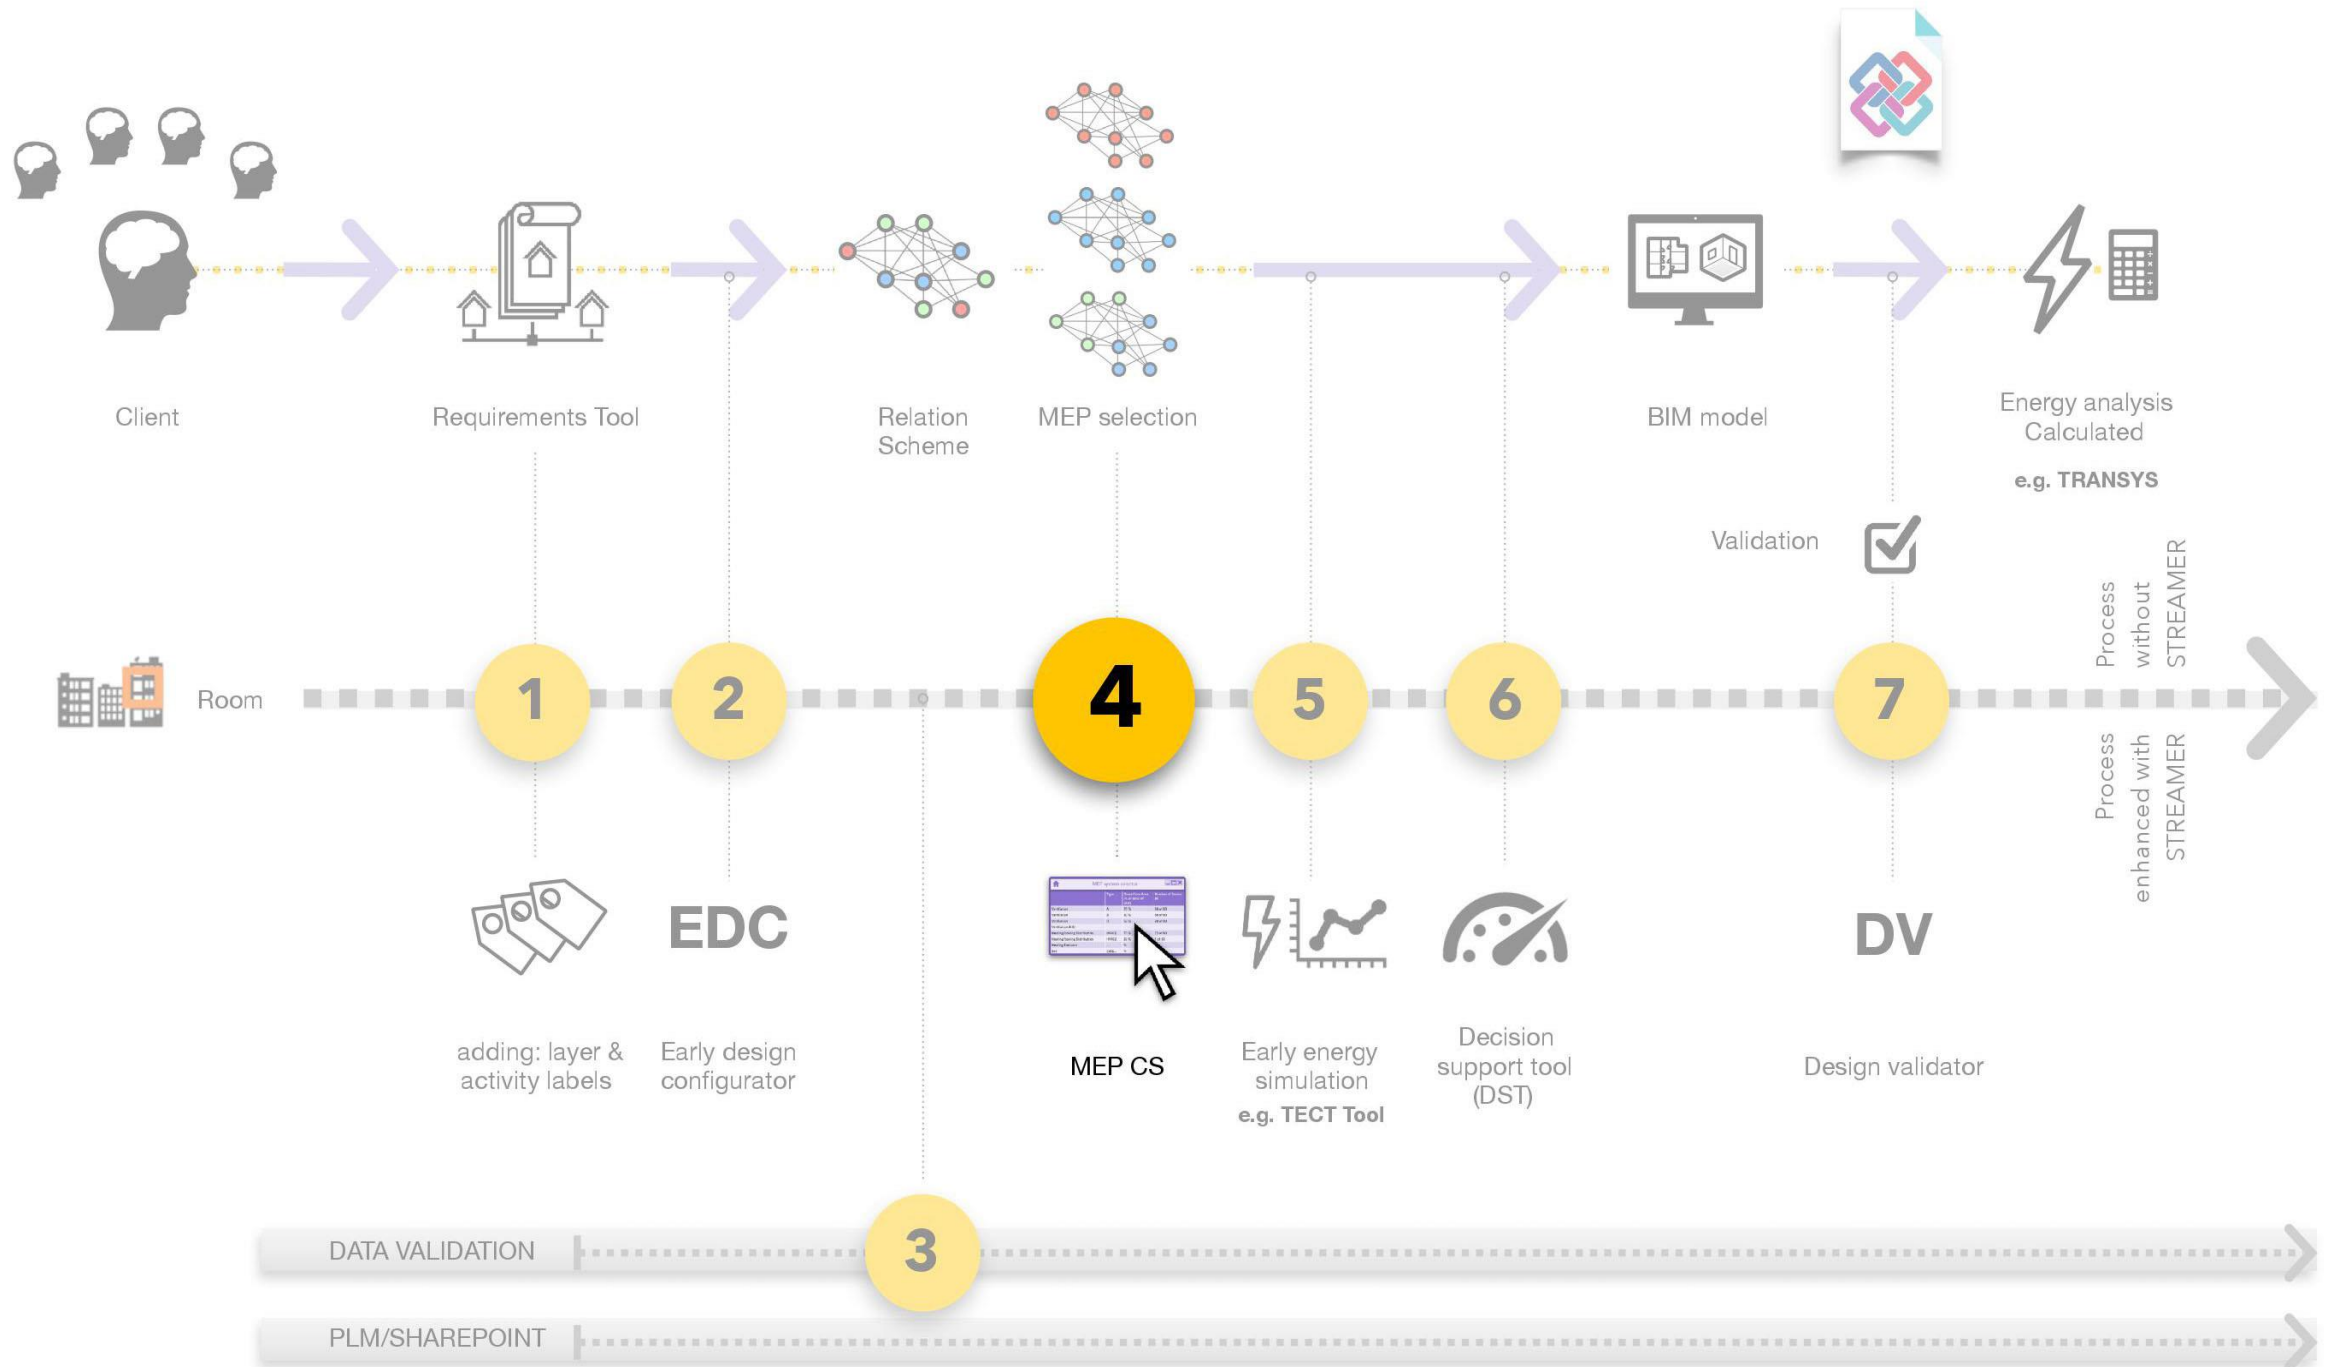 Client
Requirements Tool
Relation
Scheme
MEP selection
BIM model
Energy analysis
Calculated
e.g. TRANSYS
Validation
Process
without
STREAMER
Room
1
2
4
5
6
7
Process
enhanced with
STREAMER
EDC
DV
adding: layer &
activity labels
Early design
configurator
MEP CS
Early energy
simulation
e.g. TECT Tool
Decision
support tool
(DST)
Design validator
DATA VALIDATION
3
PLM/SHAREPOINT